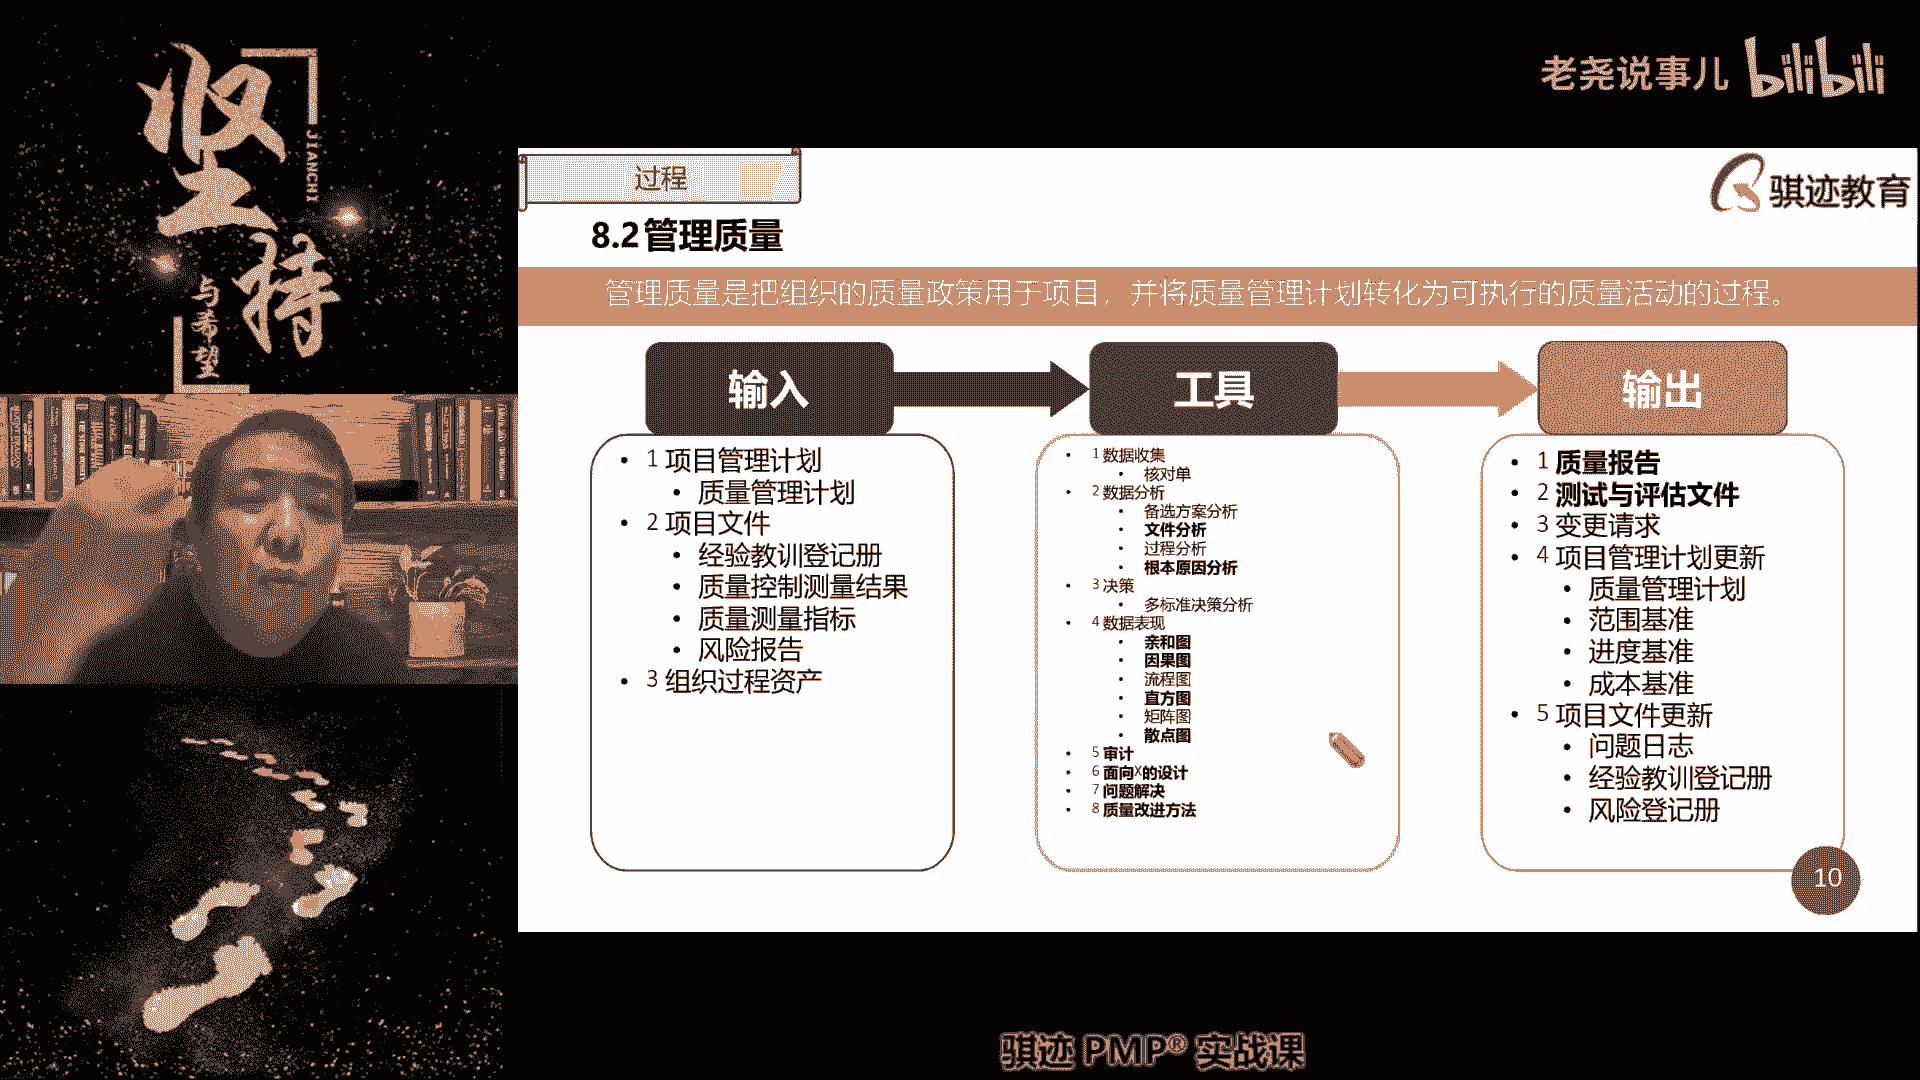 坚持
JIANCHI
与希望
老尧说事儿 bilibili
过程
骐迹教育
8.2管理质量
管理质量是把组织的质量政策用于项目，并将质量管理计划转化为可执行的质量活动的过程。
输入
• 1 项目管理计划
• 质量管理计划
• 2 项目文件
• 经验教训登记册
• 质量控制测量结果
• 质量测量指标
• 风险报告
• 3 组织过程资产
工具
• 1 数据收集
• 核对单
• 2 数据分析
• 备选方案分析
• 文件分析
• 过程分析
• 根本原因分析
• 3 决策
• 多标准决策分析
• 4 数据表现
• 亲和图
• 因果图
• 流程图
• 直方图
• 矩阵图
• 散点图
• 5 审计
• 6 面向X的设计
• 7 问题解决
• 8 质量改进方法
输出
• 1 质量报告
• 2 测试与评估文件
• 3 变更请求
• 4 项目管理计划更新
• 质量管理计划
• 范围基准
• 进度基准
• 成本基准
• 5 项目文件更新
• 问题日志
• 经验教训登记册
• 风险登记册
10
骐迹 PMP® 实战课